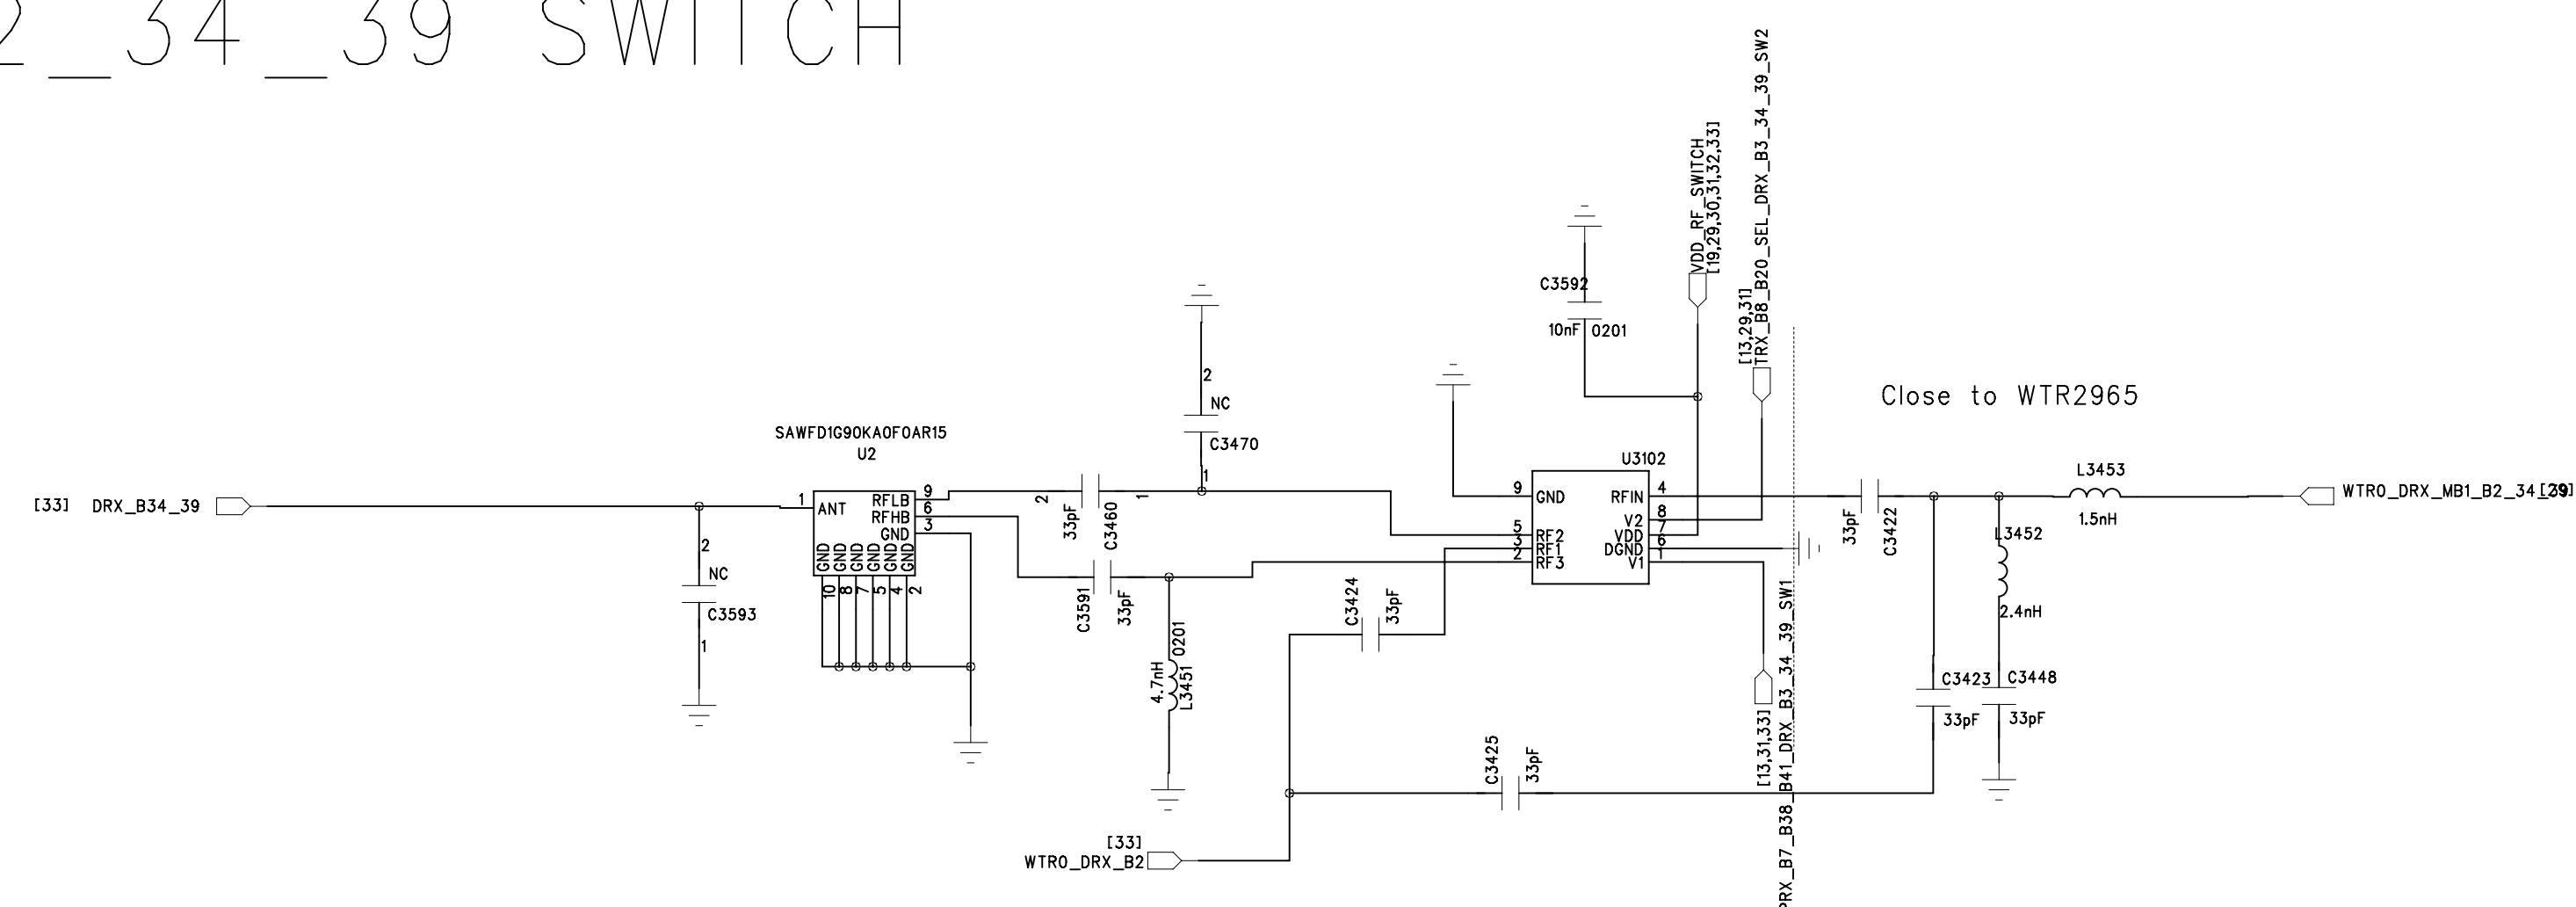 2_34_39 SWITCH
TRX_B8_B20_SEL_DRX_B3_34_39_SW2
[13,29,31]
VDD_RF_SWITCH
[19,29,30,31,32,33]
C3592
10nF 0201
Close to WTR2965
2
NC
C3470
1
SAWFD1G90KA0F0AR15
U2
[33] DRX_B34_39
1
ANT
RFLB 9
RFHB 6
GND 3
GND GND GND GND GND GND
10 8 7 5 4 2
2
NC
C3593
1
2
33pF
C3460
1
C3591
33pF
4.7nH
L3451
0201
U3102
9 GND
RFIN 4
V2 8
5 RF2
VDD 7
3 RF1
DGND 6
2 RF3
V1 1
C3424
33pF
C3425
33pF
[33]
WTR0_DRX_B2
[13,31,33]
PRX_B7_B38_B41_DRX_B3_34_39_SW1
33pF
C3422
L3453
1.5nH
WTR0_DRX_MB1_B2_34_39
[29]
L3452
2.4nH
C3423
33pF
C3448
33pF